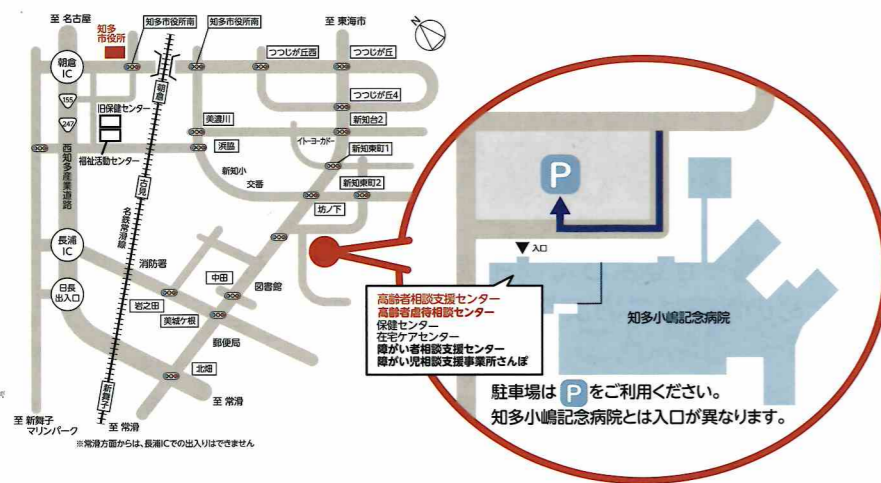 至 名古屋
知多
市役所
知多市役所南
知多市役所南
至 東海市
N
朝倉
IC
つつじが丘西
つつじが丘
朝倉
155
つつじが丘4
旧保健センター
247
美濃川
新知台2
イトーヨーカドー
浜脇
新知東町1
福祉活動センター
西知多産業道路
古見
新知小
交番
新知東町2
名鉄常滑線
坊ノ下
長浦
IC
消防署
中田
図書館
日長
出入口
岩之田
美城ケ根
郵便局
北畑
新舞子
至 常滑
至 新舞子
マリンパーク
至 常滑
※常滑方面からは、長浦ICでの出入りはできません
P
入口
高齢者相談支援センター
高齢者虐待相談センター
保健センター
在宅ケアセンター
障がい者相談支援センター
障がい児相談支援事業所さんぽ
知多小嶋記念病院
駐車場は P をご利用ください。
知多小嶋記念病院とは入口が異なります。